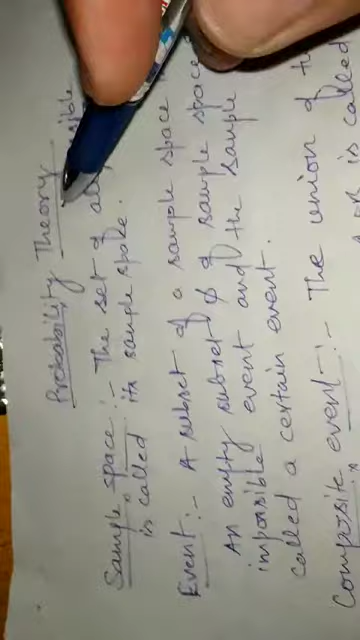 Probability Theory
Sample space :- The set of all
is called its sample space.
Event :- A subset of a sample space
An empty subset ϕ of sample space
impossible event and the sample
called a certain event.
Composite event :- The union of
is called